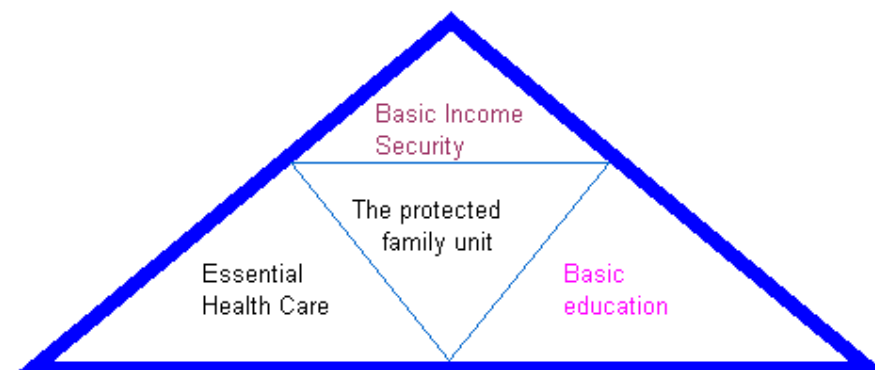 Basic Income
Security
The protected
family unit
Essential
Health Care
Basic
education